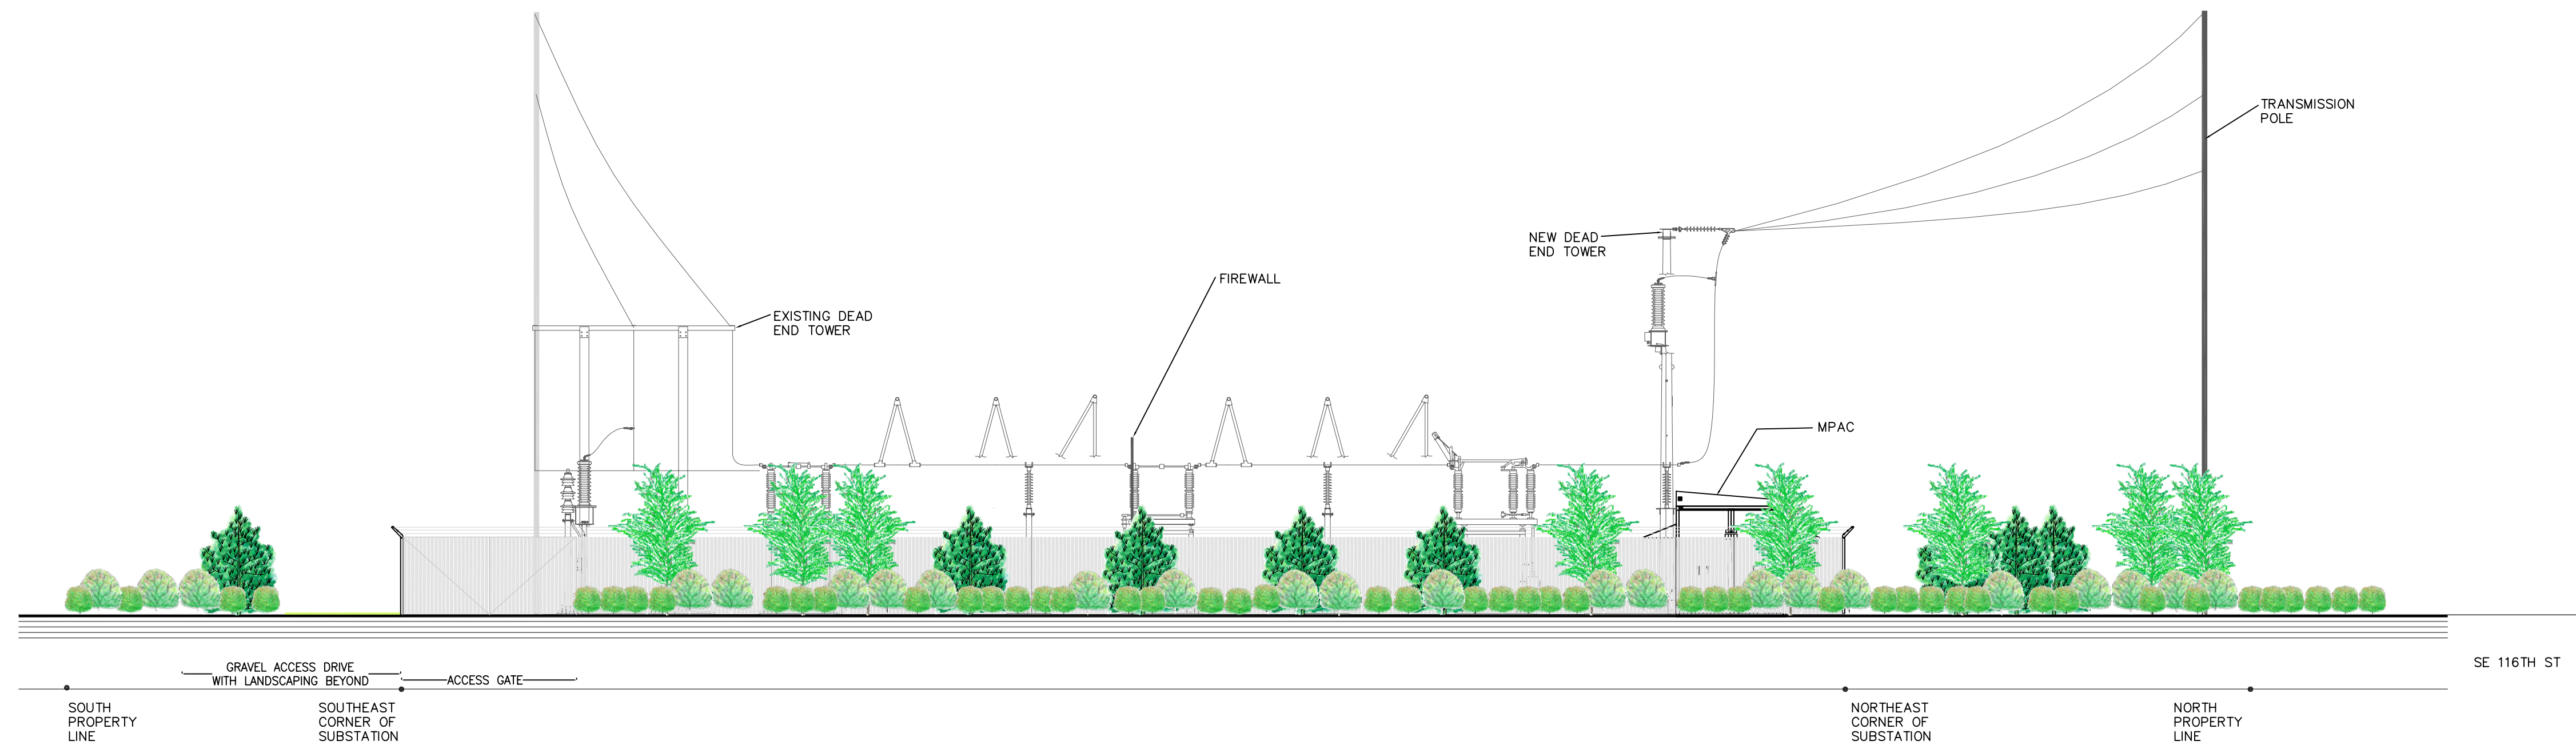 TRANSMISSION
POLE
NEW DEAD
END TOWER
FIREWALL
EXISTING DEAD
END TOWER
MPAC
SE 116TH ST
GRAVEL ACCESS DRIVE
WITH LANDSCAPING BEYOND
ACCESS GATE
SOUTH
PROPERTY
LINE
SOUTHEAST
CORNER OF
SUBSTATION
NORTHEAST
CORNER OF
SUBSTATION
NORTH
PROPERTY
LINE